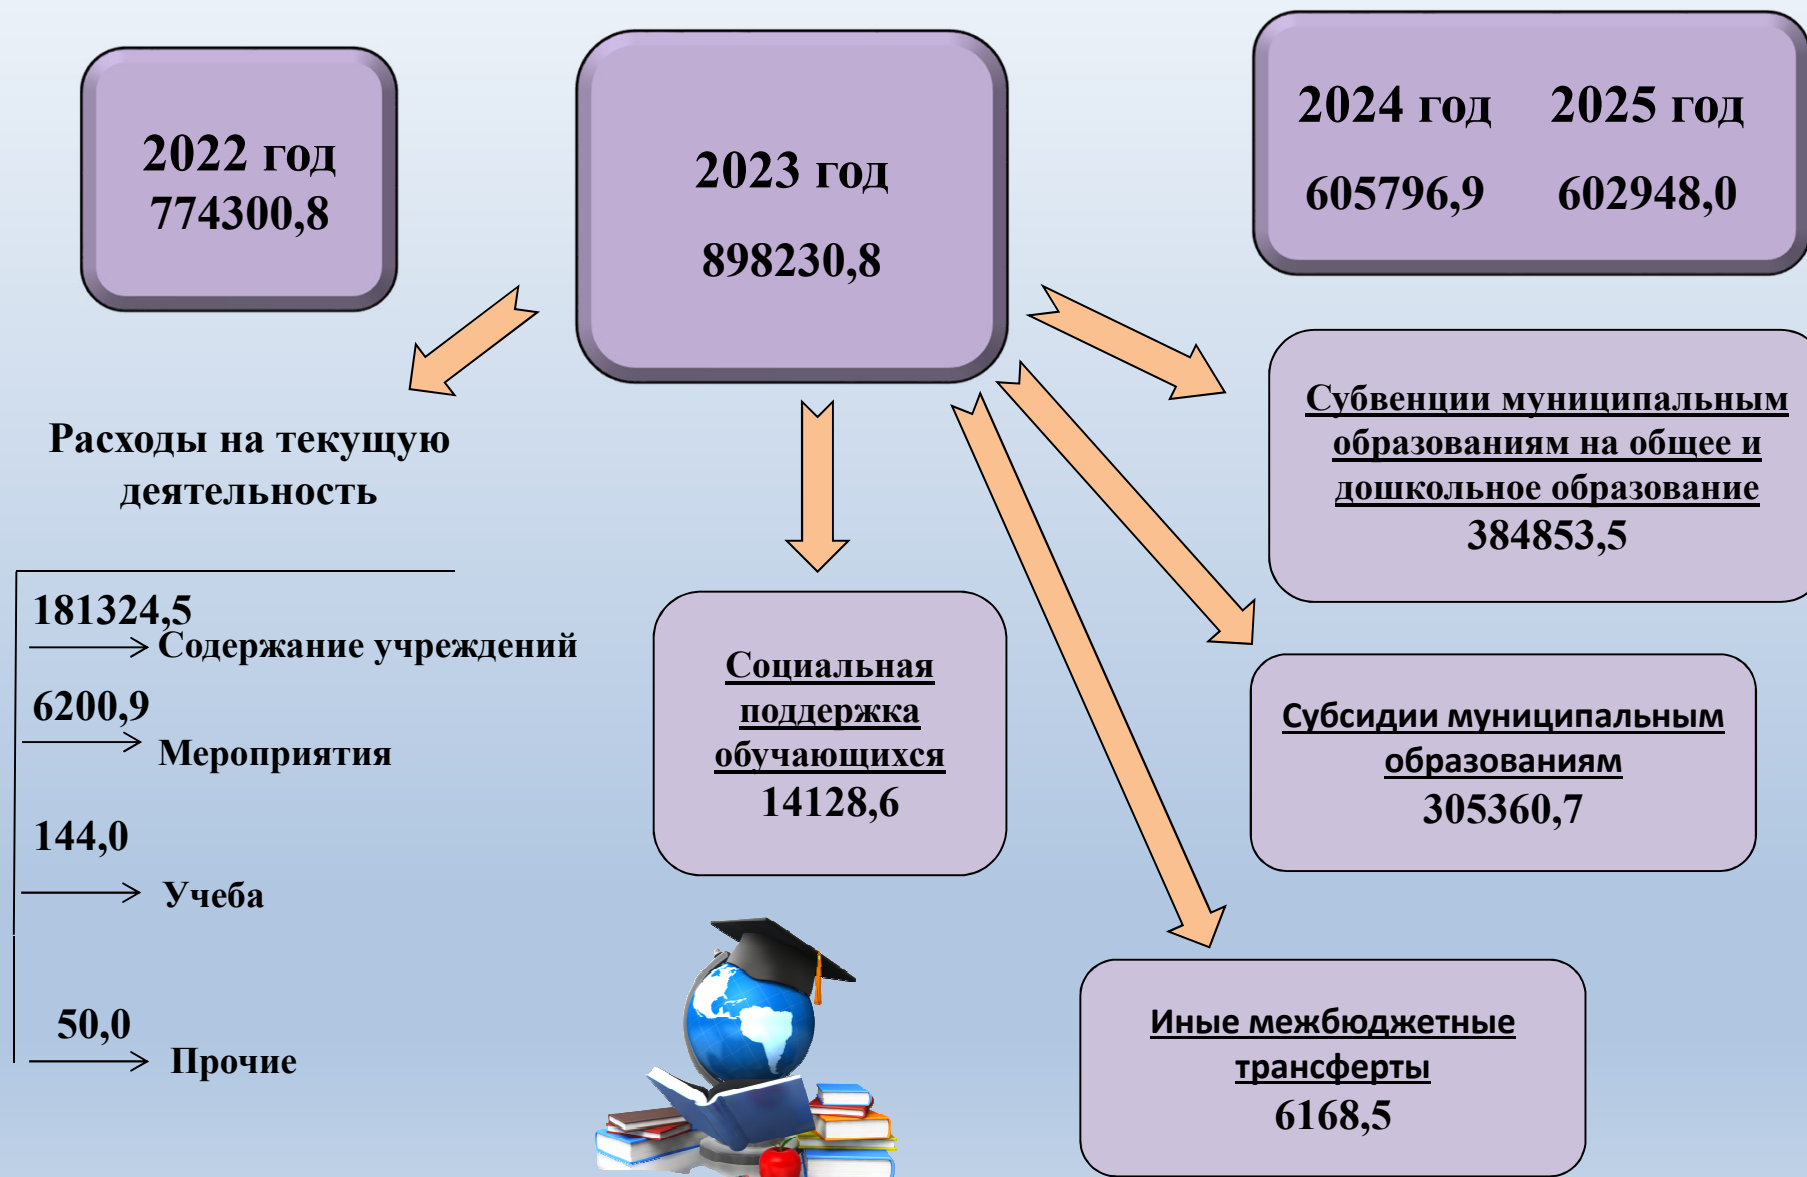 2022 год
774300,8
2023 год
898230,8
2024 год 2025 год
605796,9 602948,0
Расходы на текущую
деятельность
181324,5
Содержание учреждений
6200,9
Мероприятия
144,0
Учеба
50,0
Прочие
Социальная
поддержка
обучающихся
14128,6
Субвенции муниципальным
образованиям на общее и
дошкольное образование
384853,5
Субсидии муниципальным
образованиям
305360,7
Иные межбюджетные
трансферты
6168,5